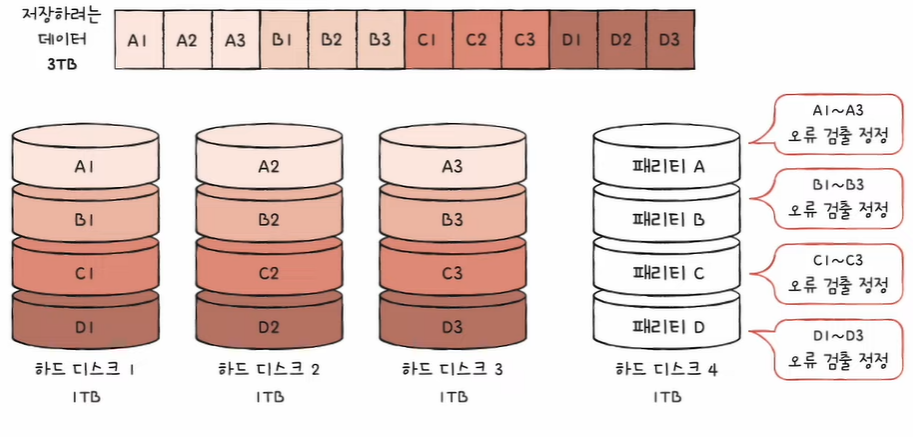 저장하려는
데이터
3TB
A1 A2 A3 B1 B2 B3 C1 C2 C3 D1 D2 D3
A1 A2 A3 패리티 A
B1 B2 B3 패리티 B
C1 C2 C3 패리티 C
D1 D2 D3 패리티 D
A1~A3
오류 검출 정정
B1~B3
오류 검출 정정
C1~C3
오류 검출 정정
D1~D3
오류 검출 정정
하드 디스크 1 하드 디스크 2 하드 디스크 3 하드 디스크 4
1TB 1TB 1TB 1TB